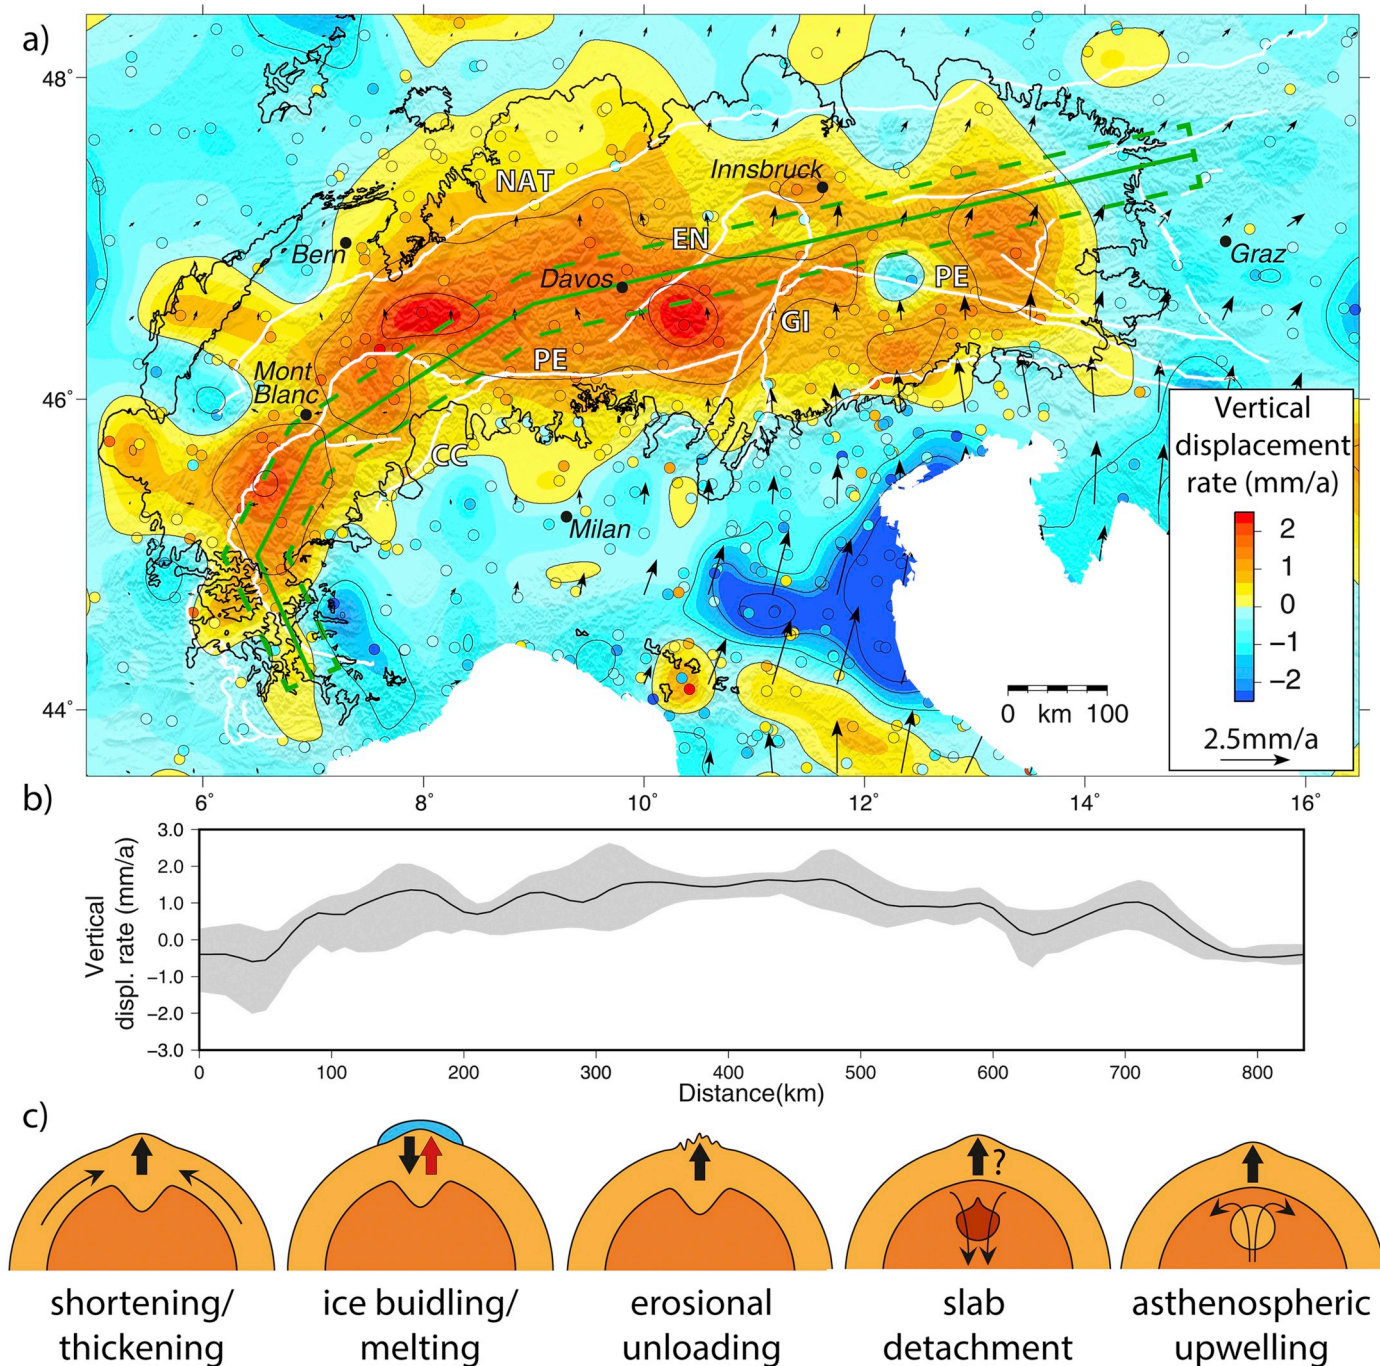 a)
48°
46°
44°
NAT
Innsbruck
EN
Bern
Davos
PE
Graz
GI
PE
Mont
Blanc
CC
Milan
Vertical
displacement
rate (mm/a)
2
1
0
−1
−2
2.5mm/a
0 km 100
6° 8° 10° 12° 14° 16°
b)
3.0
2.0
1.0
0.0
−1.0
−2.0
−3.0
Vertical
displ. rate (mm/a)
0 100 200 300 400 500 600 700 800
Distance(km)
c)
?
shortening/
thickening
ice buidling/
melting
erosional
unloading
slab
detachment
asthenospheric
upwelling